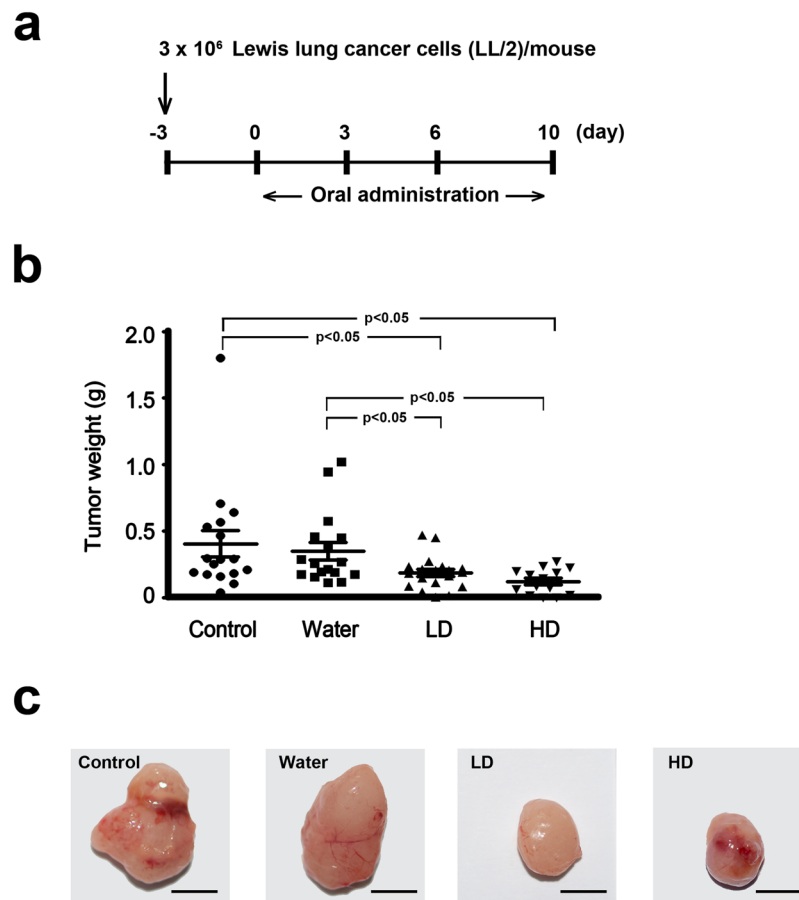 a
3 x 10⁶ Lewis lung cancer cells (LL/2)/mouse
-3 0 3 6 10 (day)
Oral administration
b
p<0.05
p<0.05
p<0.05
p<0.05
Tumor weight (g)
2.0
1.5
1.0
0.5
0
Control Water LD HD
c
Control Water LD HD